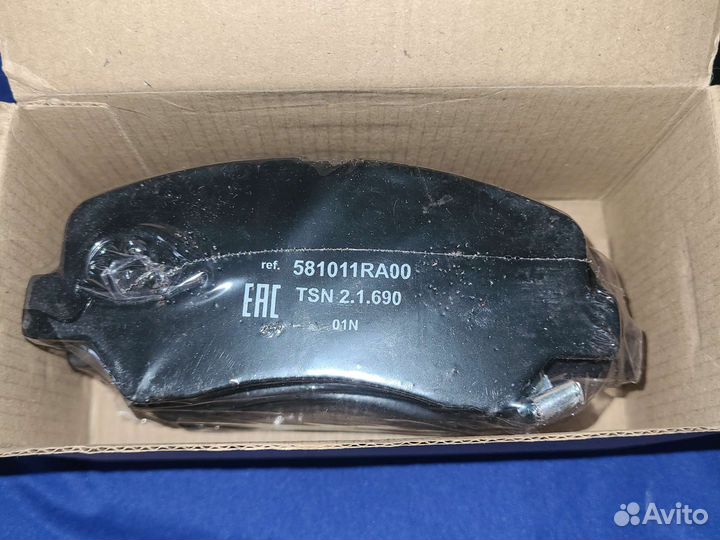 ref. 581011RA00
EAC TSN 2.1.690
01N
Avito